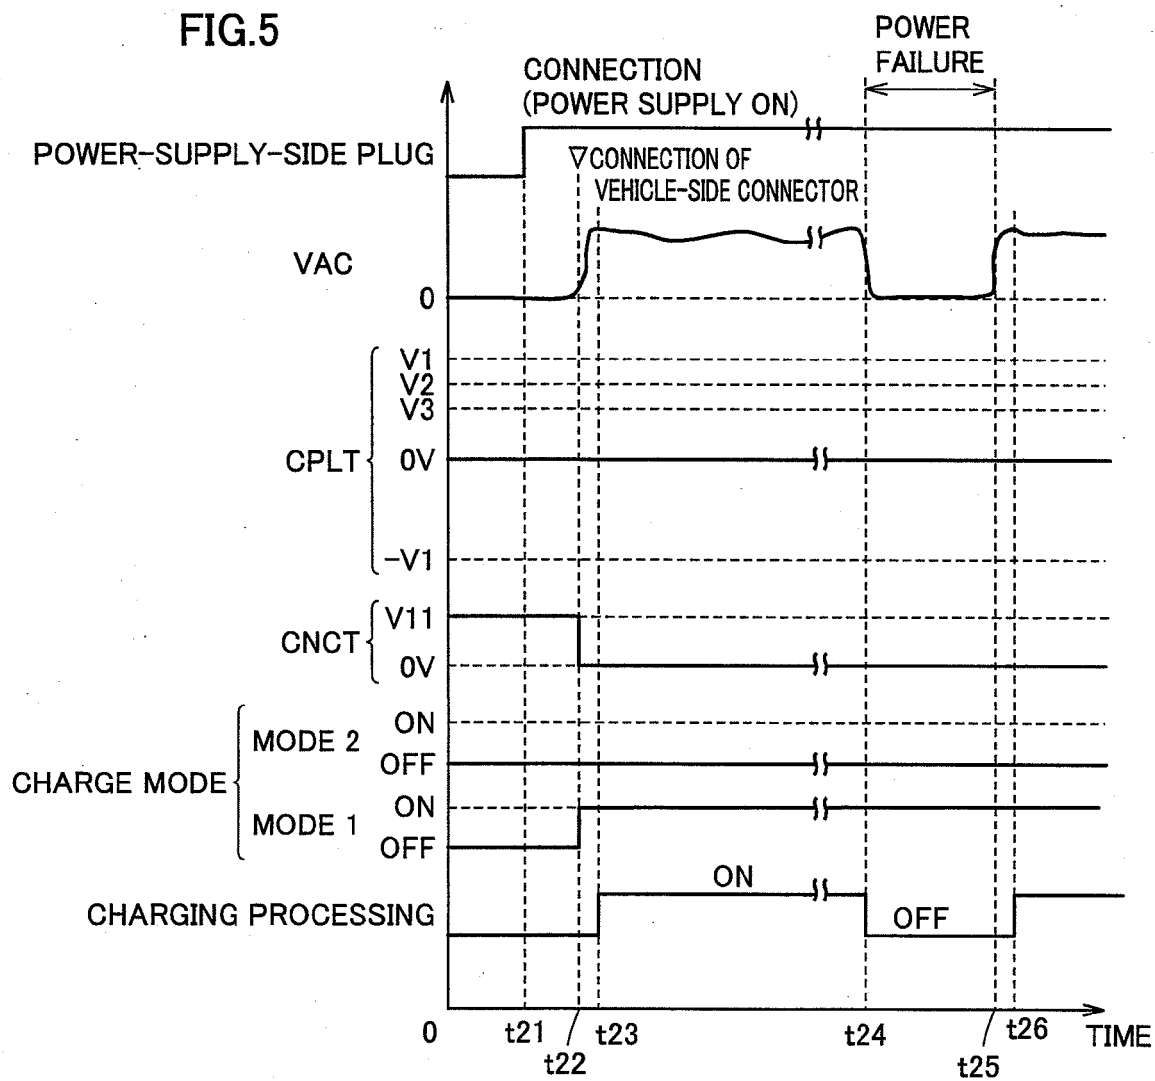 FIG.5
POWER
FAILURE
CONNECTION
(POWER SUPPLY ON)
POWER-SUPPLY-SIDE PLUG
▽CONNECTION OF
VEHICLE-SIDE CONNECTOR
VAC
0
V1
V2
V3
CPLT
0V
-V1
V11
CNCT
0V
ON
MODE 2
OFF
CHARGE MODE
ON
MODE 1
OFF
ON
CHARGING PROCESSING
OFF
0
t21
t22
t23
t24
t25
t26
TIME